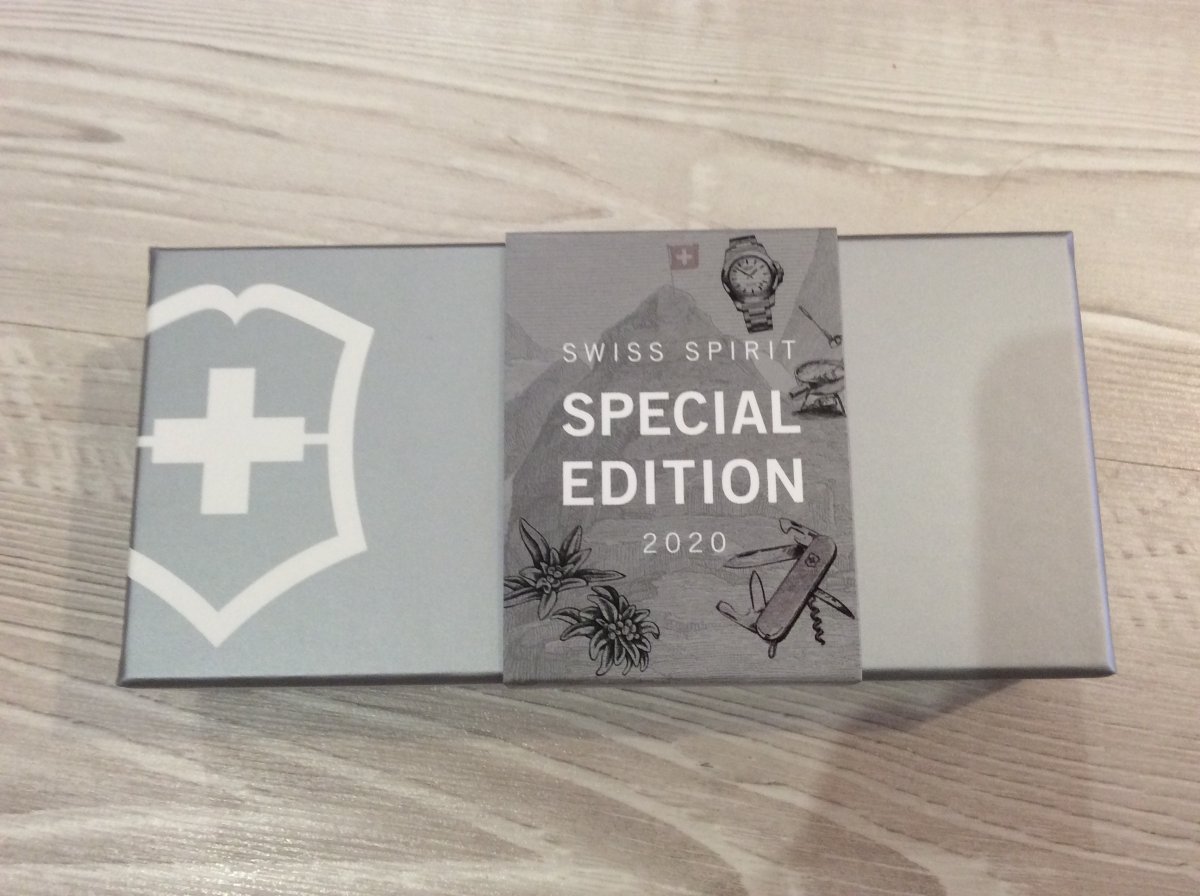 SWISS SPIRIT
SPECIAL
EDITION
2020